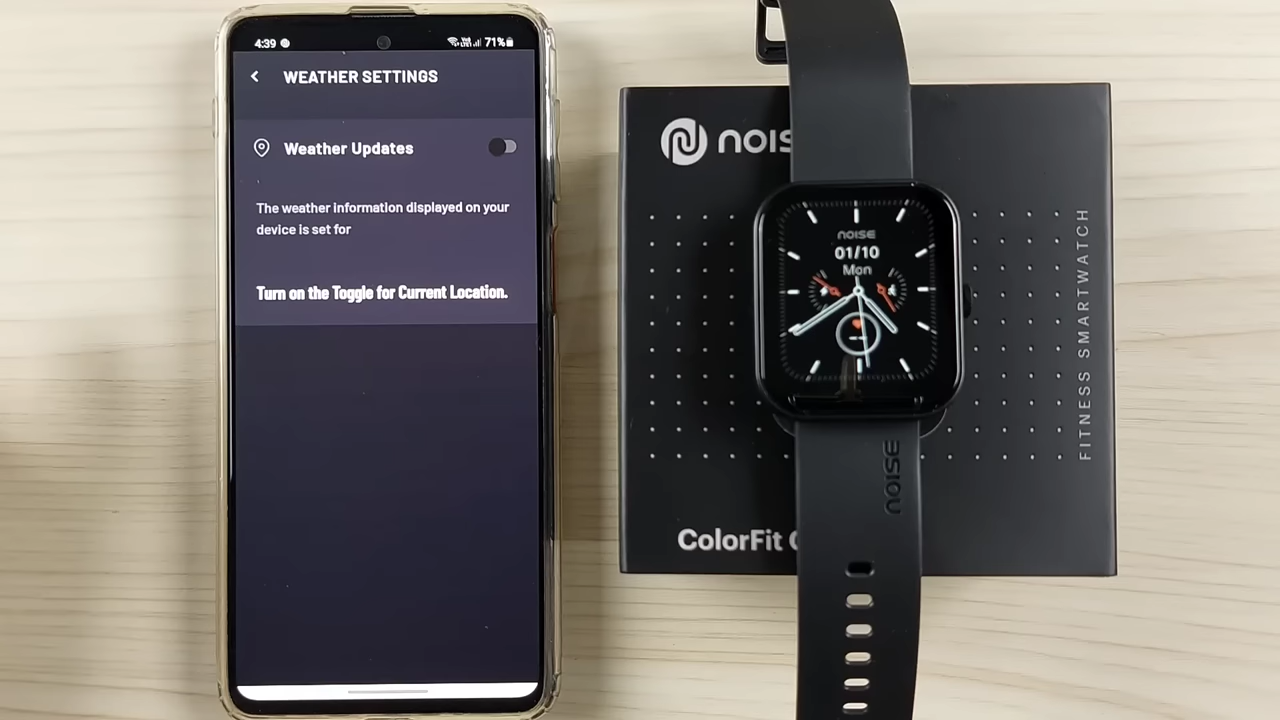 4:39
71%
WEATHER SETTINGS
Weather Updates
The weather information displayed on your
device is set for
Turn on the Toggle for Current Location.
noise
01/10
Mon
FITNESS SMARTWATCH
noise
ColorFit